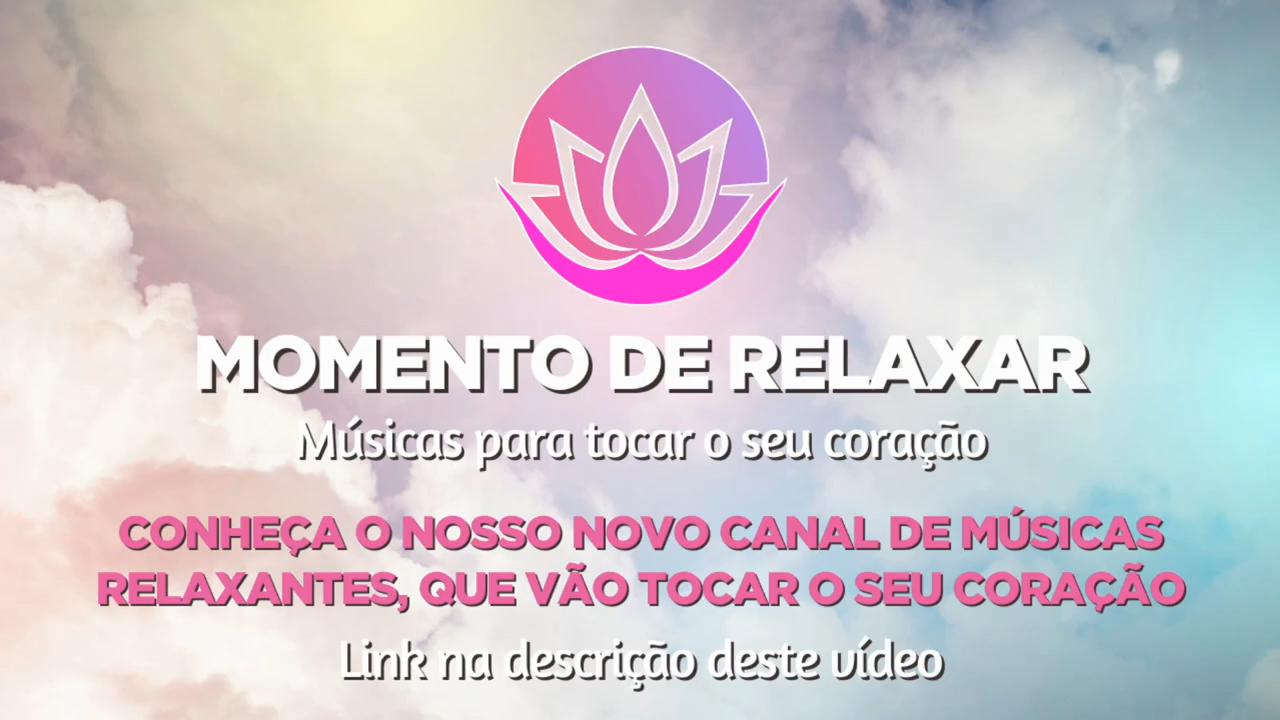 MOMENTO DE RELAXAR
Músicas para tocar o seu coração
CONHEÇA O NOSSO NOVO CANAL DE MÚSICAS
RELAXANTES, QUE VÃO TOCAR O SEU CORAÇÃO
Link na descrição deste vídeo